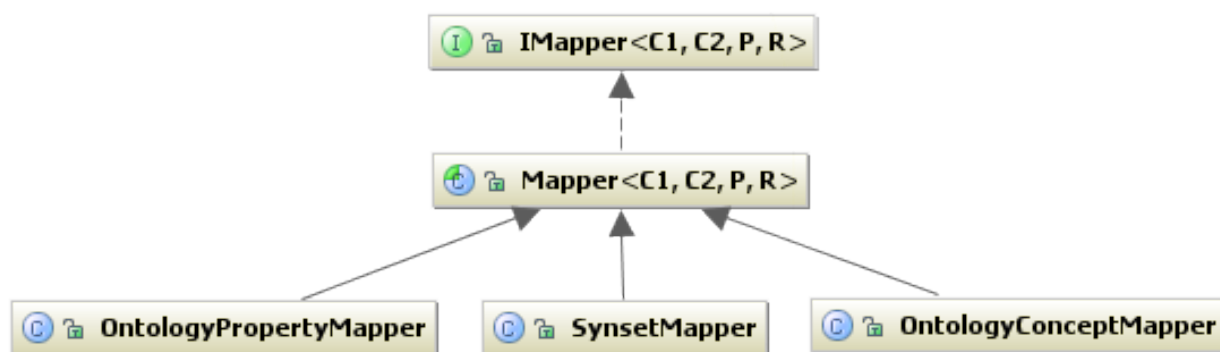 I IMapper<C1, C2, P, R>
C Mapper<C1, C2, P, R>
C OntologyPropertyMapper
C SynsetMapper
C OntologyConceptMapper